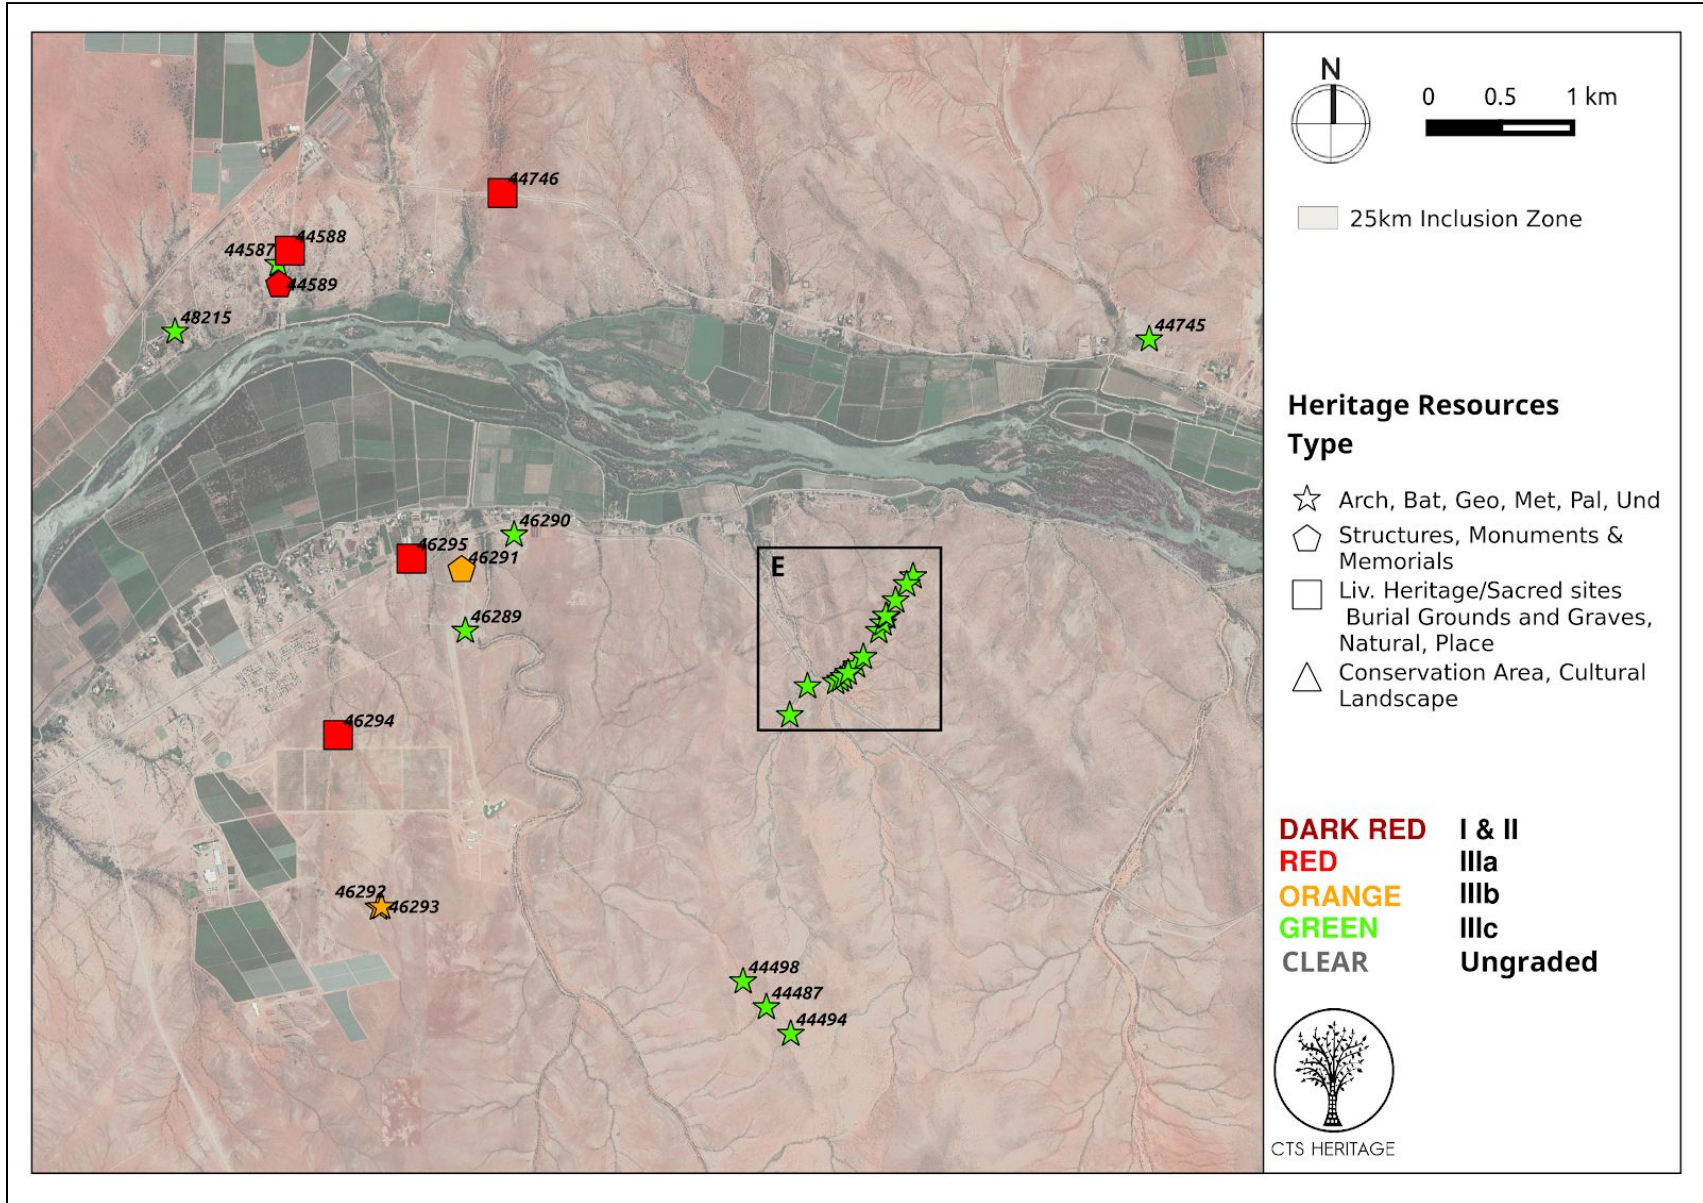 44746
44588
44587
44589
48215
44745
46290
46295
46291
46289
E
46294
46292
46293
44498
44487
44494
N
0 0.5 1 km
25km Inclusion Zone
Heritage Resources
Type
Arch, Bat, Geo, Met, Pal, Und
Structures, Monuments &
Memorials
Liv. Heritage/Sacred sites
Burial Grounds and Graves,
Natural, Place
Conservation Area, Cultural
Landscape
DARK RED I & II
RED IIIa
ORANGE IIIb
GREEN IIIc
CLEAR Ungraded
CTS HERITAGE